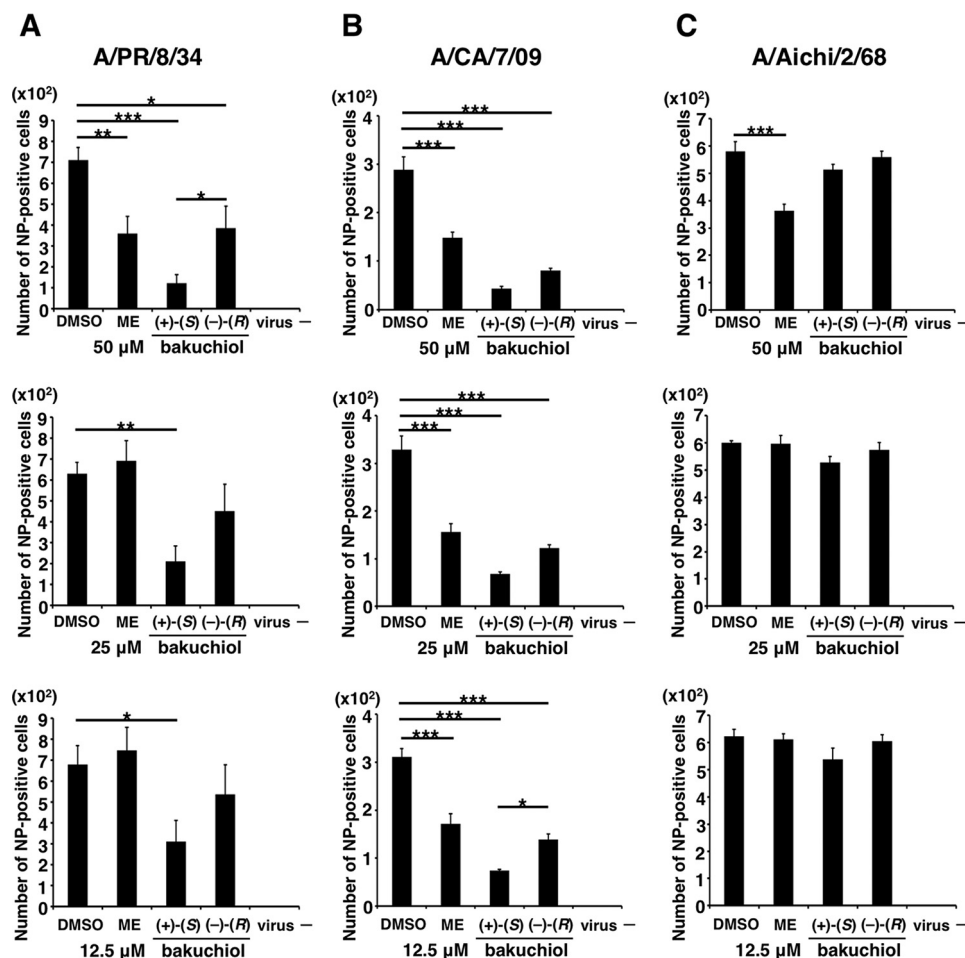 A
B
C
A/PR/8/34
A/CA/7/09
A/Aichi/2/68
(x10²)
Number of NP-positive cells
9
8
7
6
5
4
3
2
1
0
*
***
**
*
DMSO ME (+)-(S) (−)-(R) virus −
50 µM bakuchiol
(x10²)
Number of NP-positive cells
4
3
2
1
0
***
***
***
DMSO ME (+)-(S) (−)-(R) virus −
50 µM bakuchiol
(x10²)
Number of NP-positive cells
7
6
5
4
3
2
1
0
***
DMSO ME (+)-(S) (−)-(R) virus −
50 µM bakuchiol
(x10²)
Number of NP-positive cells
9
8
7
6
5
4
3
2
1
0
**
DMSO ME (+)-(S) (−)-(R) virus −
25 µM bakuchiol
(x10²)
Number of NP-positive cells
4
3
2
1
0
***
***
***
DMSO ME (+)-(S) (−)-(R) virus −
25 µM bakuchiol
(x10²)
Number of NP-positive cells
7
6
5
4
3
2
1
0
DMSO ME (+)-(S) (−)-(R) virus −
25 µM bakuchiol
(x10²)
Number of NP-positive cells
9
8
7
6
5
4
3
2
1
0
*
DMSO ME (+)-(S) (−)-(R) virus −
12.5 µM bakuchiol
(x10²)
Number of NP-positive cells
4
3
2
1
0
***
***
***
*
DMSO ME (+)-(S) (−)-(R) virus −
12.5 µM bakuchiol
(x10²)
Number of NP-positive cells
7
6
5
4
3
2
1
0
DMSO ME (+)-(S) (−)-(R) virus −
12.5 µM bakuchiol